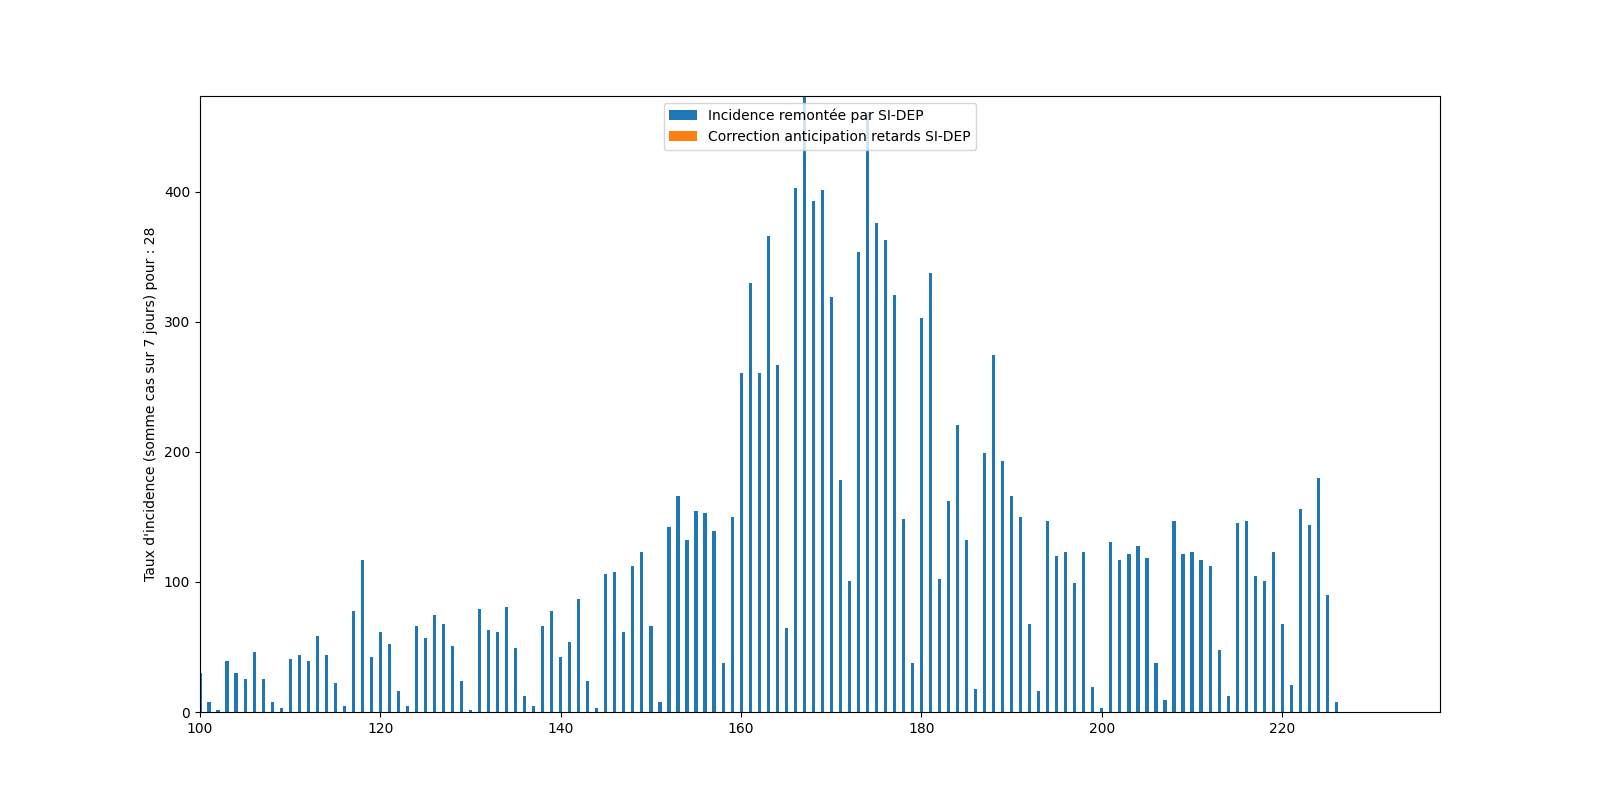 Incidence remontée par SI-DEP
Correction anticipation retards SI-DEP
Taux d'incidence (somme cas sur 7 jours) pour : 28
400
300
200
100
0
100 120 140 160 180 200 220